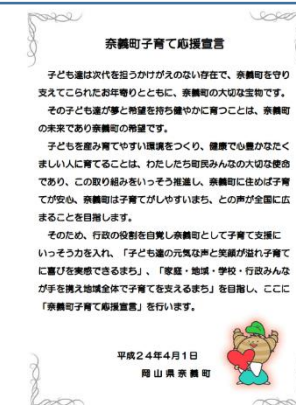 奈義町子育て応援宣言
子ども達は次代を担うかけがえのない存在で、奈義町を守り
支えてこられたお年寄りとともに、奈義町の大切な宝物です。
その子ども達が夢と希望を持ち健やかに育つことは、奈義町
の未来であり奈義町の希望です。
子どもを産み育てやすい環境をつくり、健康で心豊かなたく
ましい人に育てることは、わたしたち町民みんなの大切な使命
であり、この取り組みをいっそう推進し、奈義町に住めば子育
てが安心、奈義町は子育てがしやすいまち、との声が全国に広
まることを目指します。
そのため、行政の役割を自覚し奈義町として子育て支援に
いっそう力を入れ、「子ども達の元気な声と笑顔が溢れ子育て
に喜びを実感できるまち」、「家庭・地域・学校・行政みんな
が手を携え地域全体で子育てを支えるまち」を目指し、ここに
「奈義町子育て応援宣言」を行います。
平成24年4月1日
岡山県奈義町